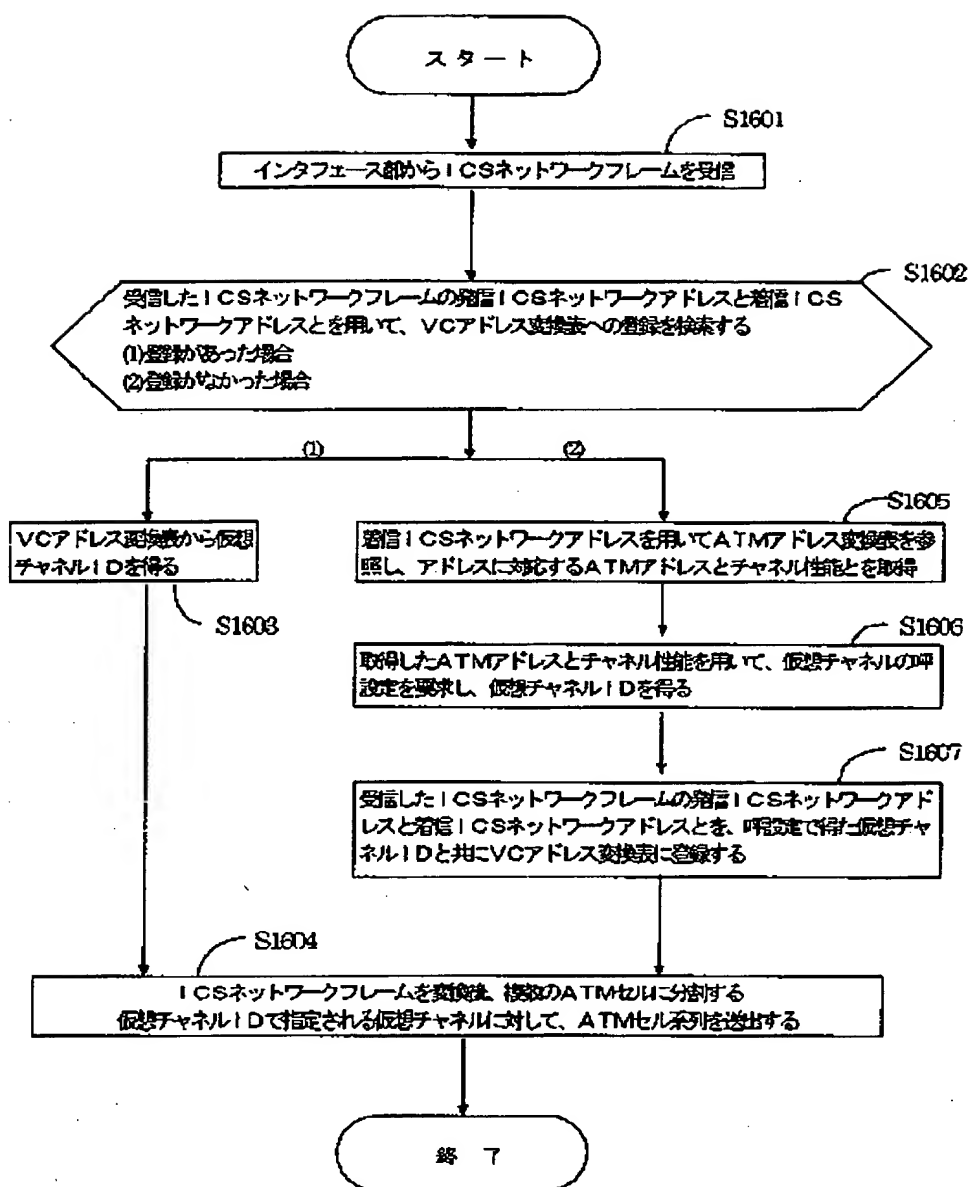 スタート
S1601
インタフェース部からICSネットワークフレームを受信
S1602
受信したICSネットワークフレームの発信ICSネットワークアドレスと着信ICS
ネットワークアドレスとを用いて、VCアドレス変換表への登録を検索する
(1)登録があった場合
(2)登録がなかった場合
(1)
(2)
S1603
VCアドレス変換表から仮想
チャネルIDを得る
S1605
着信ICSネットワークアドレスを用いてATMアドレス変換表を参
照し、アドレスに対応するATMアドレスとチャネル性能とを取得
S1606
取得したATMアドレスとチャネル性能を用いて、仮想チャネルの呼
設定を要求し、仮想チャネルIDを得る
S1607
受信したICSネットワークフレームの発信ICSネットワークアド
レスと着信ICSネットワークアドレスとを、呼設定で得た仮想チャ
ネルIDと共にVCアドレス変換表に登録する
S1604
ICSネットワークフレームを変換後、複数のATMセルに分割する
仮想チャネルIDで指定される仮想チャネルに対して、ATMセル系列を送出する
終了